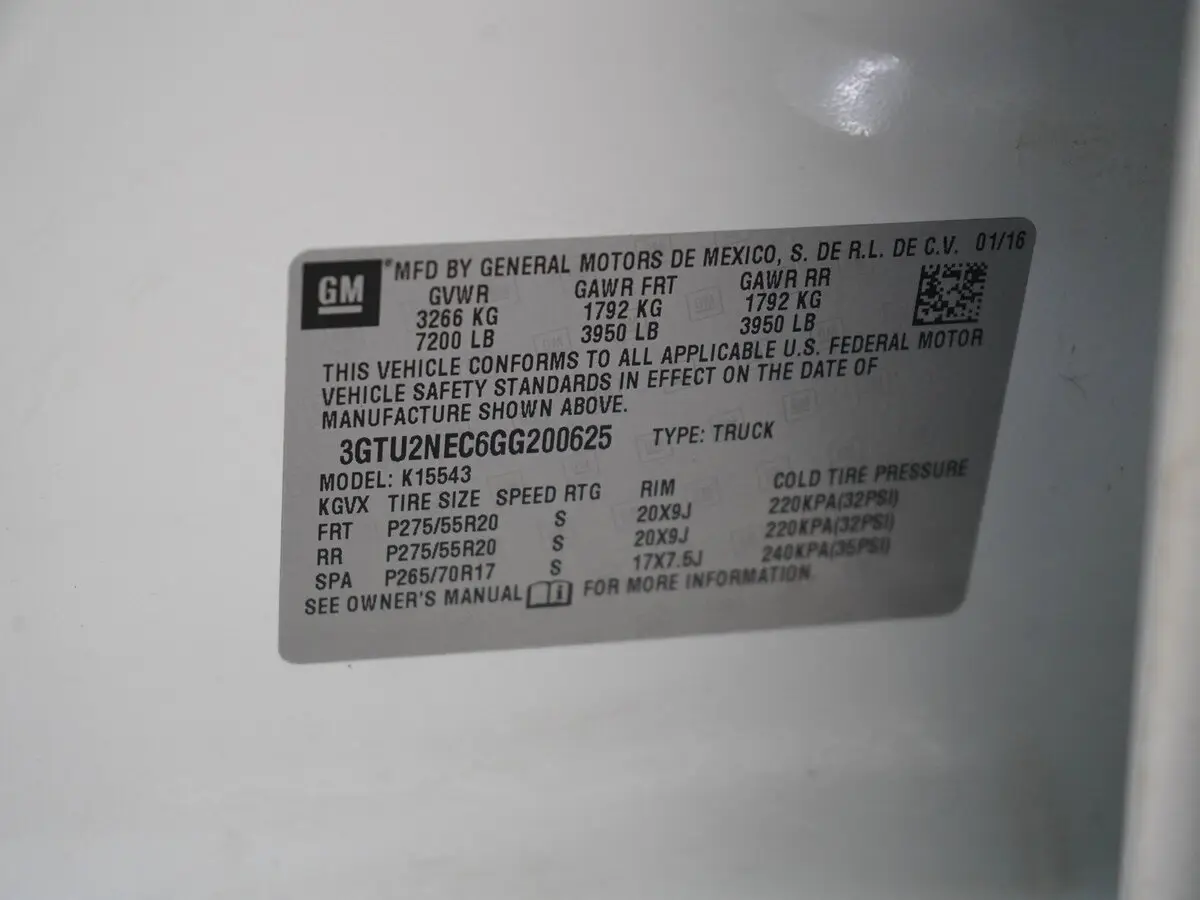 GM
*MFD BY GENERAL MOTORS DE MEXICO, S. DE R.L. DE C.V. 01/16
GVWR GAWR FRT GAWR RR
3266 KG 1792 KG 1792 KG
7200 LB 3950 LB 3950 LB
THIS VEHICLE CONFORMS TO ALL APPLICABLE U.S. FEDERAL MOTOR
VEHICLE SAFETY STANDARDS IN EFFECT ON THE DATE OF
MANUFACTURE SHOWN ABOVE.
3GTU2NEC6GG200625 TYPE: TRUCK
MODEL: K15543
KGVX TIRE SIZE SPEED RTG RIM COLD TIRE PRESSURE
FRT P275/55R20 S 20X9J 220KPA(32PSI)
RR P275/55R20 S 20X9J 220KPA(32PSI)
SPA P265/70R17 S 17X7.5J 240KPA(35PSI)
SEE OWNER'S MANUAL i FOR MORE INFORMATION